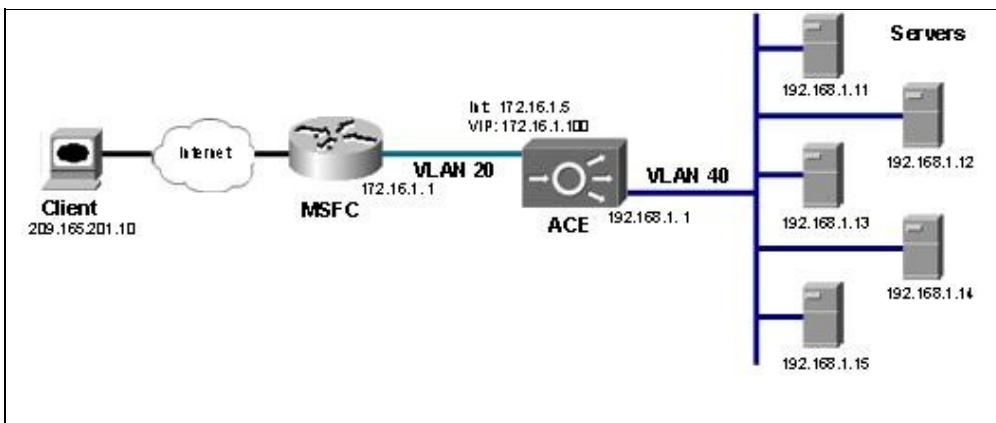 Servers
192.168.1.11
Int: 172.16.1.5
VIP: 172.16.1.100
Internet
192.168.1.12
VLAN 20
VLAN 40
172.16.1.1
Client
MSFC
ACE
192.168.1.1
192.168.1.13
209.165.201.10
192.168.1.14
192.168.1.15